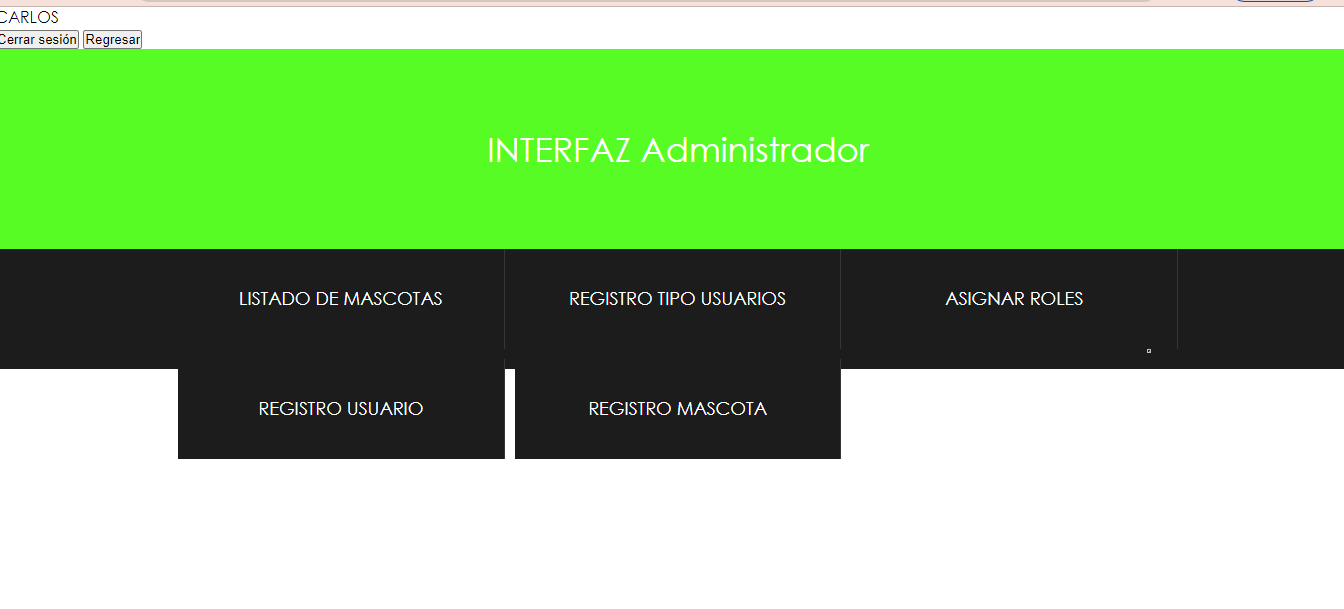 CARLOS
Cerrar sesión Regresar
INTERFAZ Administrador
LISTADO DE MASCOTAS REGISTRO TIPO USUARIOS ASIGNAR ROLES
REGISTRO USUARIO REGISTRO MASCOTA